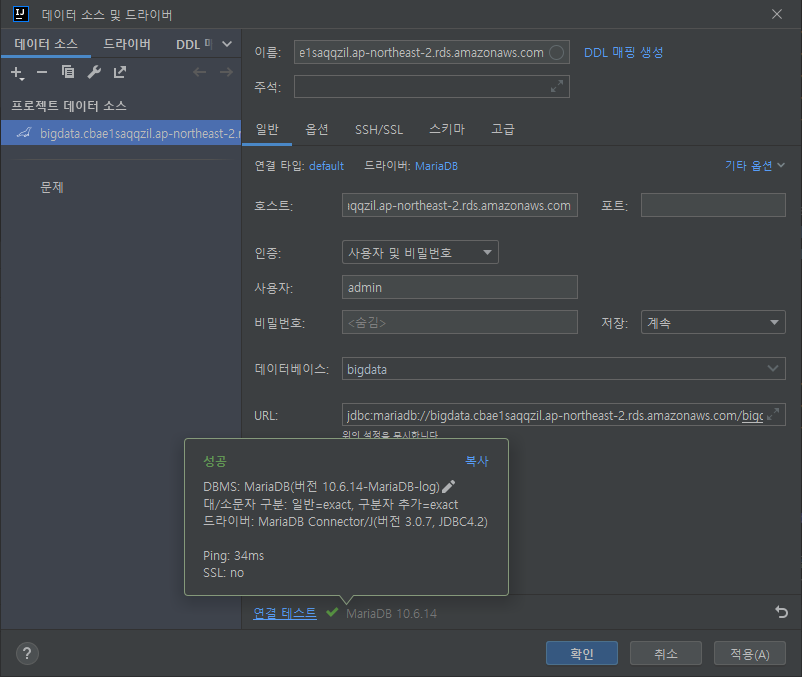 IJ 데이터 소스 및 드라이버
데이터 소스 드라이버 DDL
프로젝트 데이터 소스
bigdata.cbae1saqqzil.ap-northeast-2.r
문제
이름: e1saqqzil.ap-northeast-2.rds.amazonaws.com DDL 매핑 생성
주석:
일반 옵션 SSH/SSL 스키마 고급
연결 타입: default 드라이버: MariaDB 기타 옵션
호스트: ıqqzil.ap-northeast-2.rds.amazonaws.com 포트:
인증: 사용자 및 비밀번호
사용자: admin
비밀번호: <숨김> 저장: 계속
데이터베이스: bigdata
URL: jdbc:mariadb://bigdata.cbae1saqqzil.ap-northeast-2.rds.amazonaws.com/bigc
위의 설정을 무시합니다
성공 복사
DBMS: MariaDB(버전 10.6.14-MariaDB-log)
대/소문자 구분: 일반=exact, 구분자 추가=exact
드라이버: MariaDB Connector/J(버전 3.0.7, JDBC4.2)
Ping: 34ms
SSL: no
연결 테스트 MariaDB 10.6.14
? 확인 취소 적용(A)